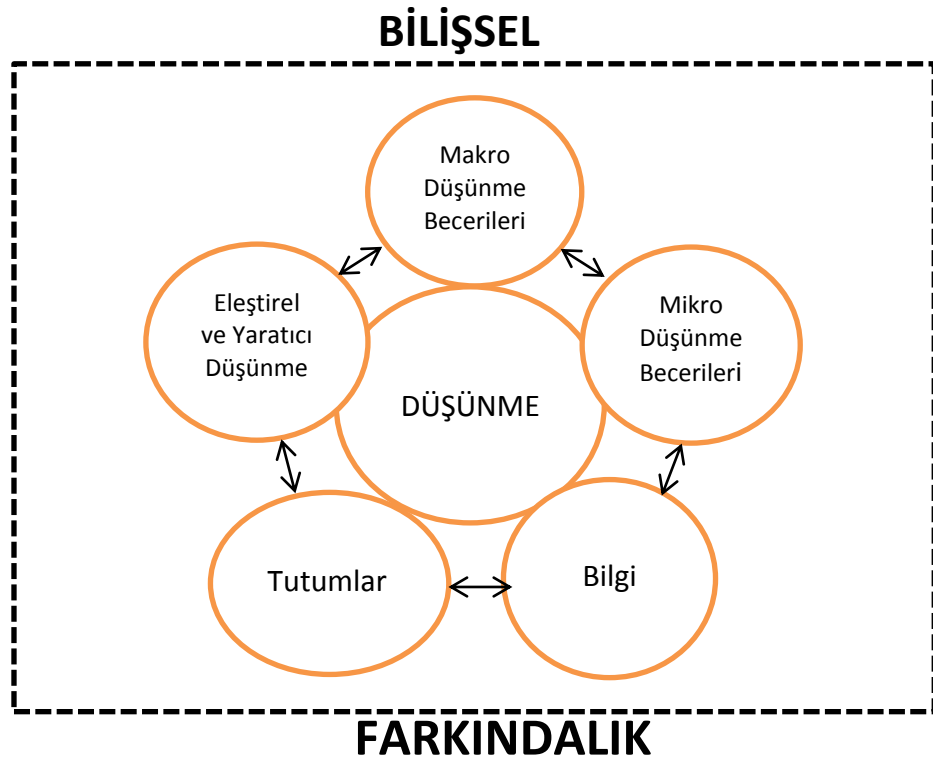 BİLİŞSEL
Makro
Düşünme
Becerileri
Eleştirel
ve Yaratıcı
Düşünme
Mikro
Düşünme
Becerileri
DÜŞÜNME
Tutumlar
Bilgi
FARKINDALIK